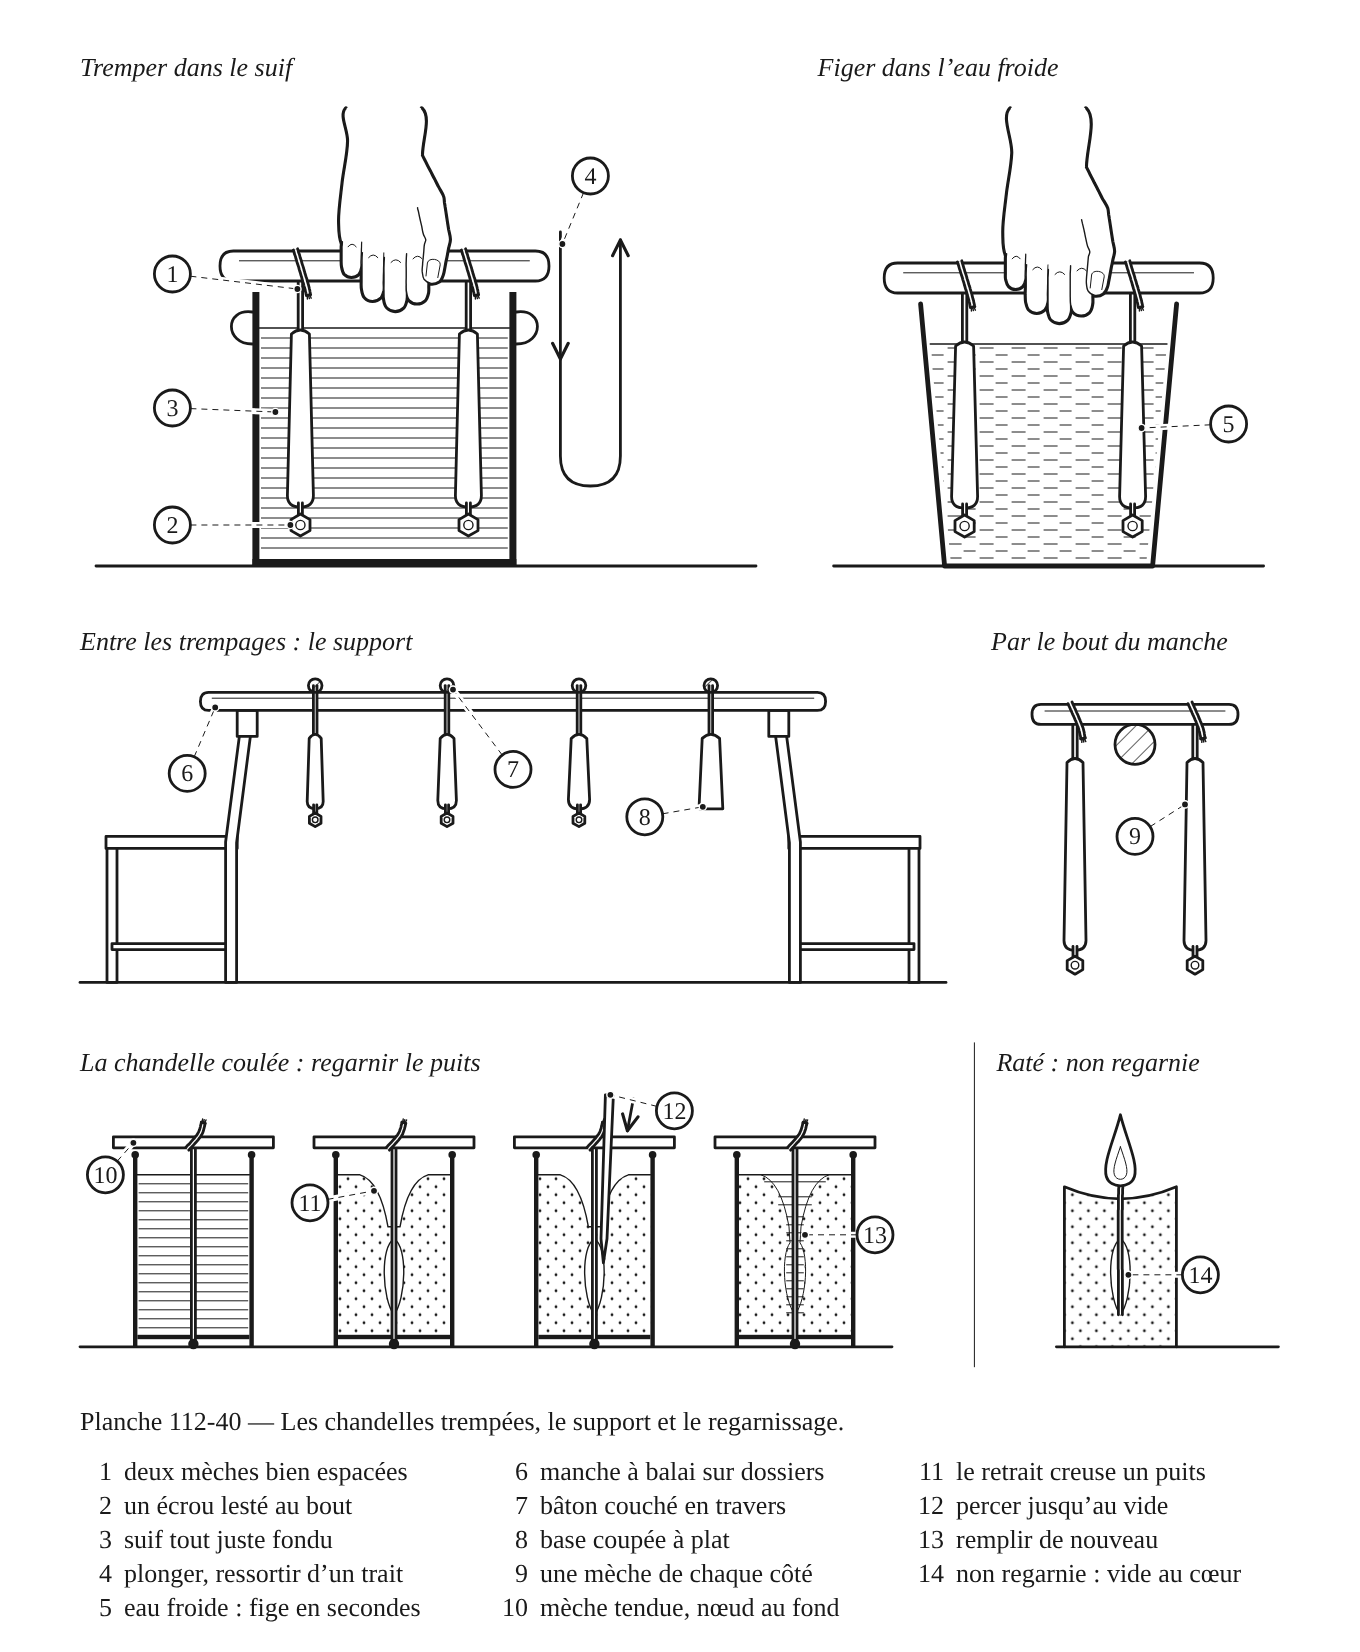 Tremper dans le suif
Figer dans l’eau froide
4
1
3
5
2
Entre les trempages : le support
Par le bout du manche
6
7
8
9
La chandelle coulée : regarnir le puits
Raté : non regarnie
12
10
11
13
14
Planche 112-40 — Les chandelles trempées, le support et le regarnissage.
1 deux mèches bien espacées
2 un écrou lesté au bout
3 suif tout juste fondu
4 plonger, ressortir d’un trait
5 eau froide : fige en secondes
6 manche à balai sur dossiers
7 bâton couché en travers
8 base coupée à plat
9 une mèche de chaque côté
10 mèche tendue, nœud au fond
11 le retrait creuse un puits
12 percer jusqu’au vide
13 remplir de nouveau
14 non regarnie : vide au cœur